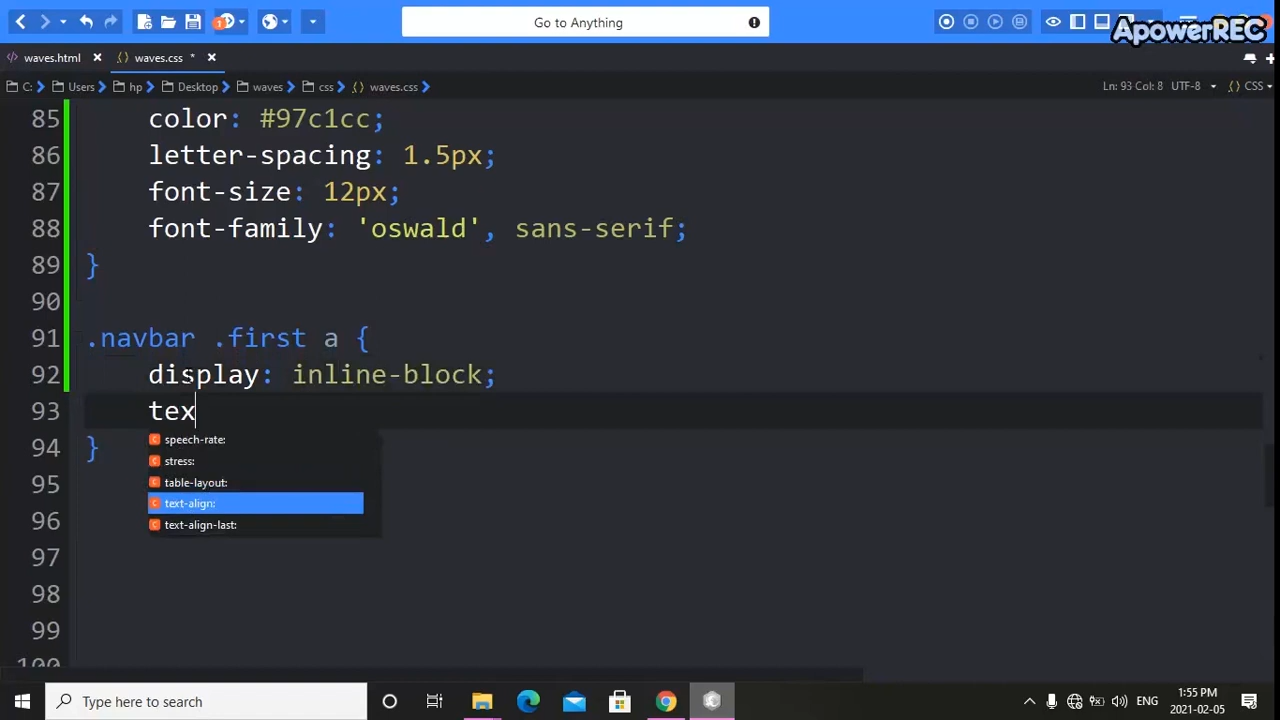 Go to Anything
ApowerREC
waves.html
waves.css *
C: Users hp Desktop waves css waves.css
Ln: 93 Col: 8 UTF-8 CSS
85 color: #97c1cc;
86 letter-spacing: 1.5px;
87 font-size: 12px;
88 font-family: 'oswald', sans-serif;
89 }
90
91 .navbar .first a {
92 display: inline-block;
93 tex
speech-rate:
stress:
table-layout:
text-align:
text-align-last:
94 }
95
96
97
98
99
100
Type here to search
ENG
1:55 PM
2021-02-05